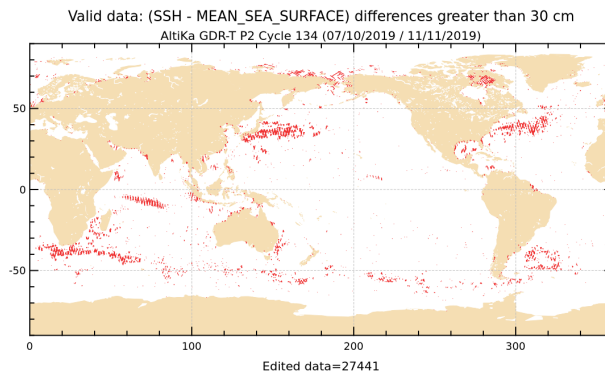 Valid data: (SSH - MEAN_SEA_SURFACE) differences greater than 30 cm
AltiKa GDR-T P2 Cycle 134 (07/10/2019 / 11/11/2019)
50
0
-50
0 100 200 300
Edited data=27441